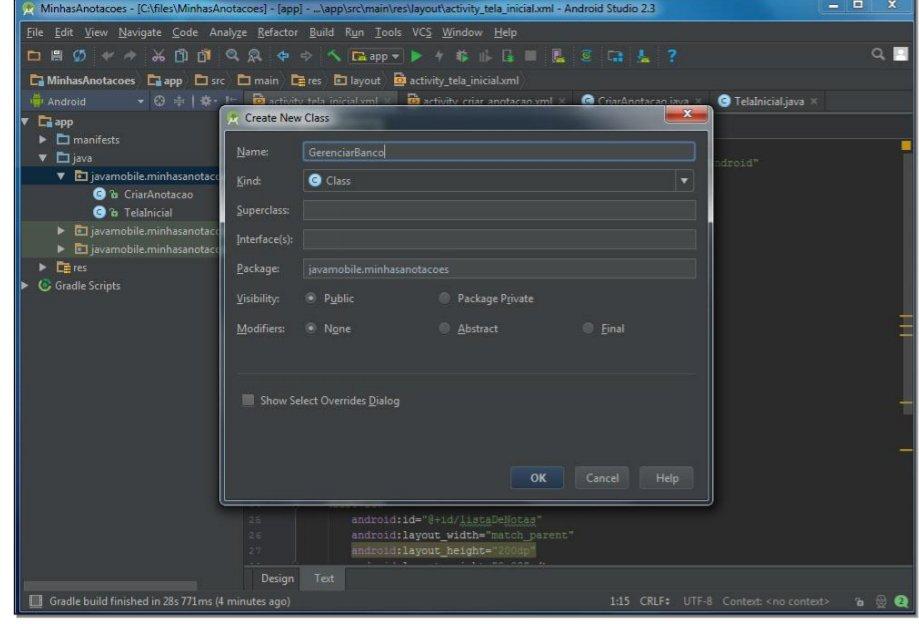 MinhasAnotacoes - [C:\files\MinhasAnotacoes] - [app] - ...\app\src\main\res\layout\activity_tela_inicial.xml - Android Studio 2.3
File Edit View Navigate Code Analyze Refactor Build Run Tools VCS Window Help
app
MinhasAnotacoes app src main res layout activity_tela_inicial.xml
Android activity_tela_inicial.xml activity_criar_anotacao.xml CriarAnotacao.java TelaInicial.java
app
manifests
java
javamobile.minhasanotaco
CriarAnotacao
TelaInicial
javamobile.minhasanotaco
javamobile.minhasanotaco
res
Gradle Scripts
Create New Class
Name: GerenciarBanco
Kind: Class
Superclass:
Interface(s):
Package: javamobile.minhasanotacoes
Visibility: Public Package Private
Modifiers: None Abstract Final
Show Select Overrides Dialog
OK Cancel Help
ndroid"
25 android:id="@+id/listaDeNotas"
26 android:layout_width="match_parent"
27 android:layout_height="200dp"
Design Text
Gradle build finished in 28s 771ms (4 minutes ago) 1:15 CRLF UTF-8 Context: <no context> 2